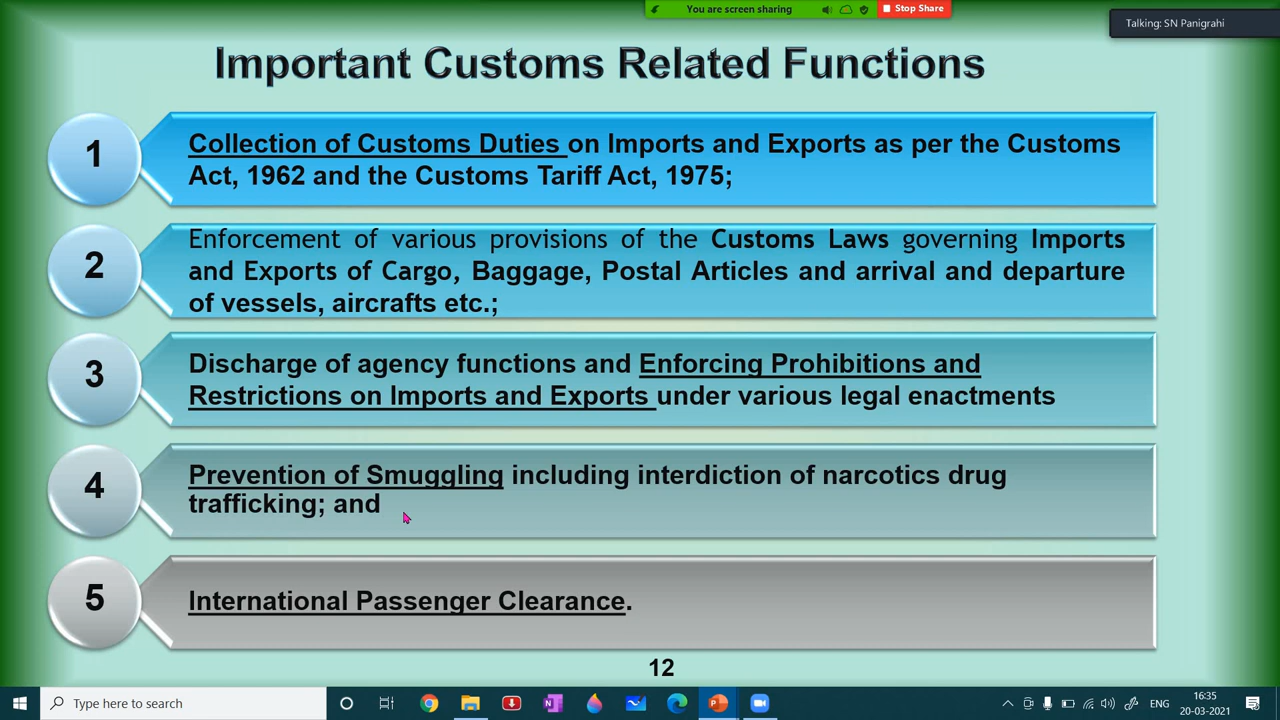 You are screen sharing
Stop Share
Talking: SN Panigrahi
Important Customs Related Functions
1
Collection of Customs Duties on Imports and Exports as per the Customs
Act, 1962 and the Customs Tariff Act, 1975;
2
Enforcement of various provisions of the Customs Laws governing Imports
and Exports of Cargo, Baggage, Postal Articles and arrival and departure
of vessels, aircrafts etc.;
3
Discharge of agency functions and Enforcing Prohibitions and
Restrictions on Imports and Exports under various legal enactments
4
Prevention of Smuggling including interdiction of narcotics drug
trafficking; and
5
International Passenger Clearance.
12
Type here to search
ENG
16:35
20-03-2021